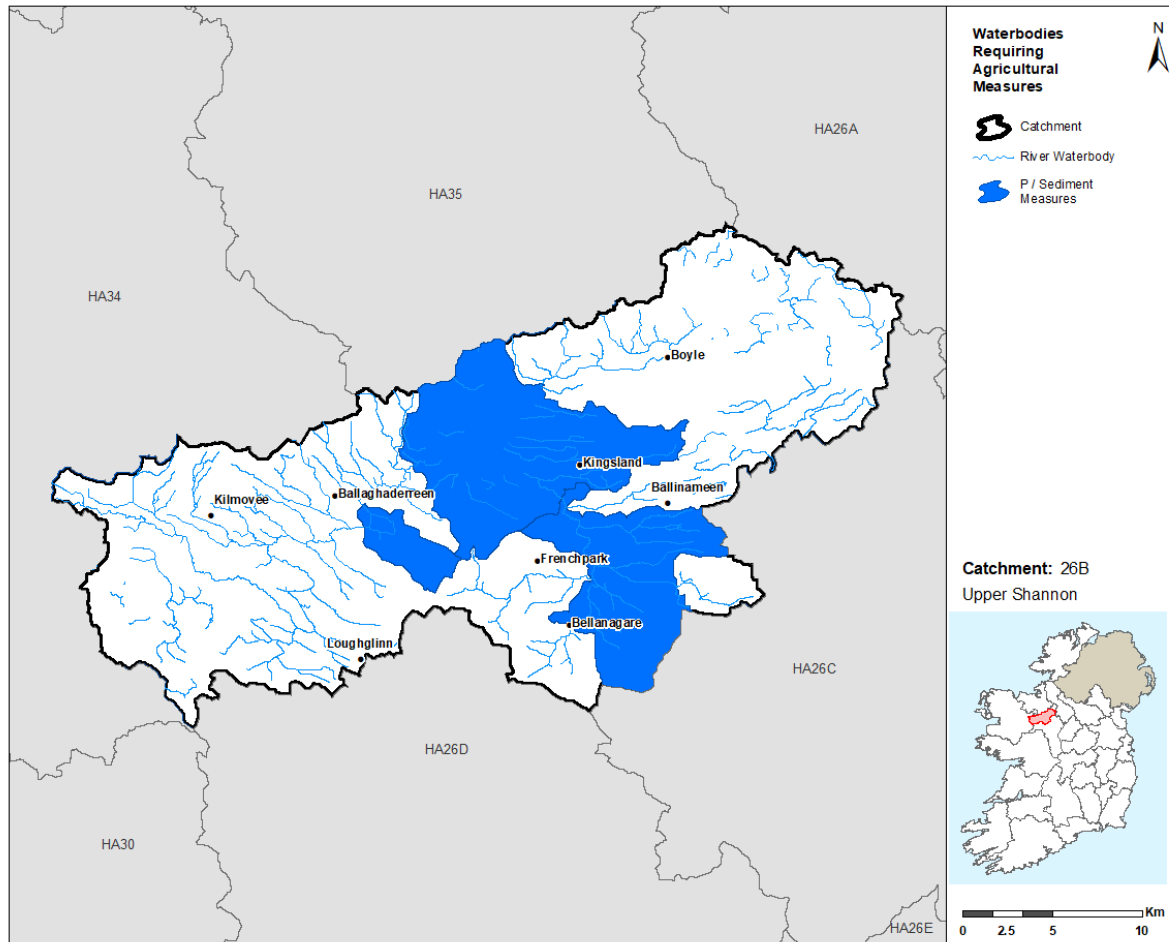 Waterbodies
Requiring
Agricultural
Measures
N
Catchment
River Waterbody
P / Sediment
Measures
HA26A
HA35
HA34
Boyle
Kingsland
Ballaghaderreen
Ballinameen
Kilmovee
Frenchpark
Bellanagare
Loughglinn
HA26C
HA26D
HA30
HA26E
Catchment: 26B
Upper Shannon
Km
0 2.5 5 10